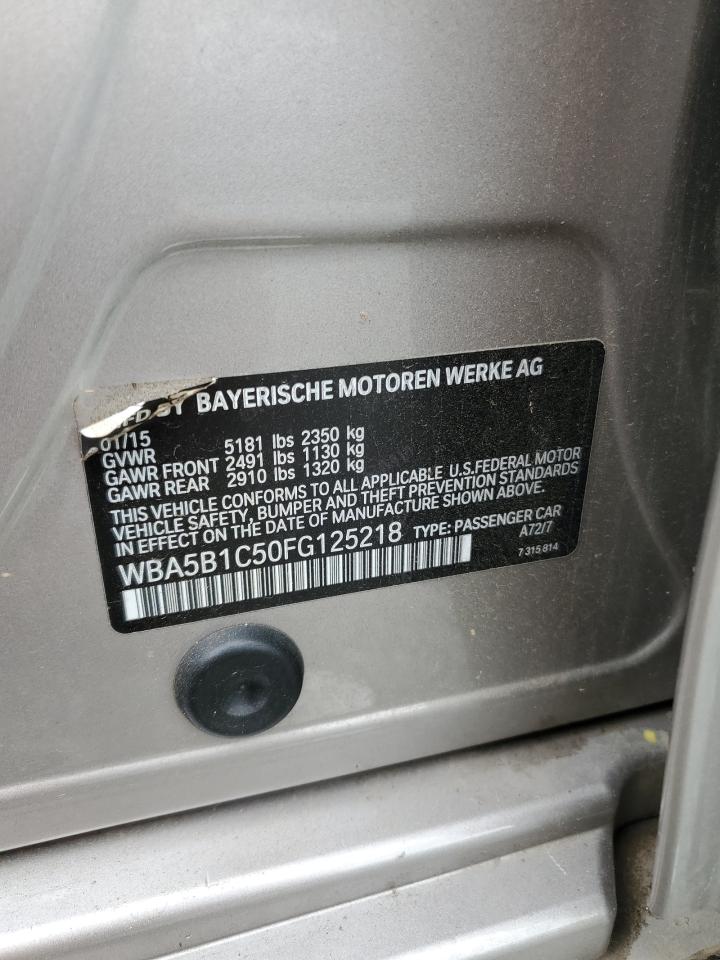 BY BAYERISCHE MOTOREN WERKE AG
01/15
GVWR 5181 lbs 2350 kg
GAWR FRONT 2491 lbs 1130 kg
GAWR REAR 2910 lbs 1320 kg
THIS VEHICLE CONFORMS TO ALL APPLICABLE U.S.FEDERAL MOTOR
VEHICLE SAFETY, BUMPER AND THEFT PREVENTION STANDARDS
IN EFFECT ON THE DATE OF MANUFACTURE SHOWN ABOVE.
WBA5B1C50FG125218 TYPE: PASSENGER CAR
A72/7
7 315 814